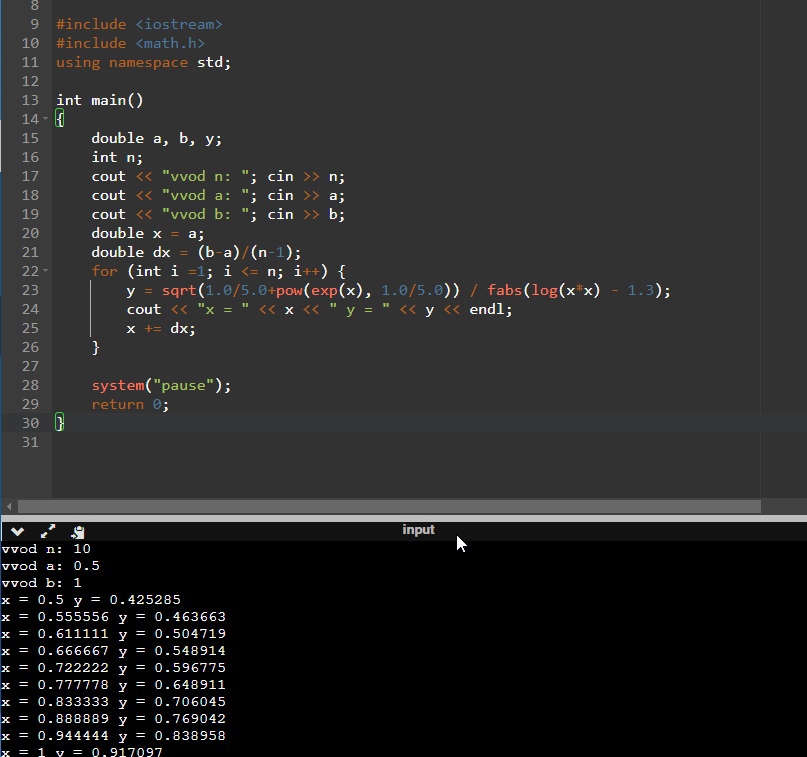 8
9 #include <iostream>
10 #include <math.h>
11 using namespace std;
12
13 int main()
14 {
15 double a, b, y;
16 int n;
17 cout << "vvod n: "; cin >> n;
18 cout << "vvod a: "; cin >> a;
19 cout << "vvod b: "; cin >> b;
20 double x = a;
21 double dx = (b-a)/(n-1);
22 for (int i =1; i <= n; i++) {
23 y = sqrt(1.0/5.0+pow(exp(x), 1.0/5.0)) / fabs(log(x*x) - 1.3);
24 cout << "x = " << x << " y = " << y << endl;
25 x += dx;
26 }
27
28 system("pause");
29 return 0;
30 }
31
input
vvod n: 10
vvod a: 0.5
vvod b: 1
x = 0.5 y = 0.425285
x = 0.555556 y = 0.463663
x = 0.611111 y = 0.504719
x = 0.666667 y = 0.548914
x = 0.722222 y = 0.596775
x = 0.777778 y = 0.648911
x = 0.833333 y = 0.706045
x = 0.888889 y = 0.769042
x = 0.944444 y = 0.838958
x = 1 y = 0.917097